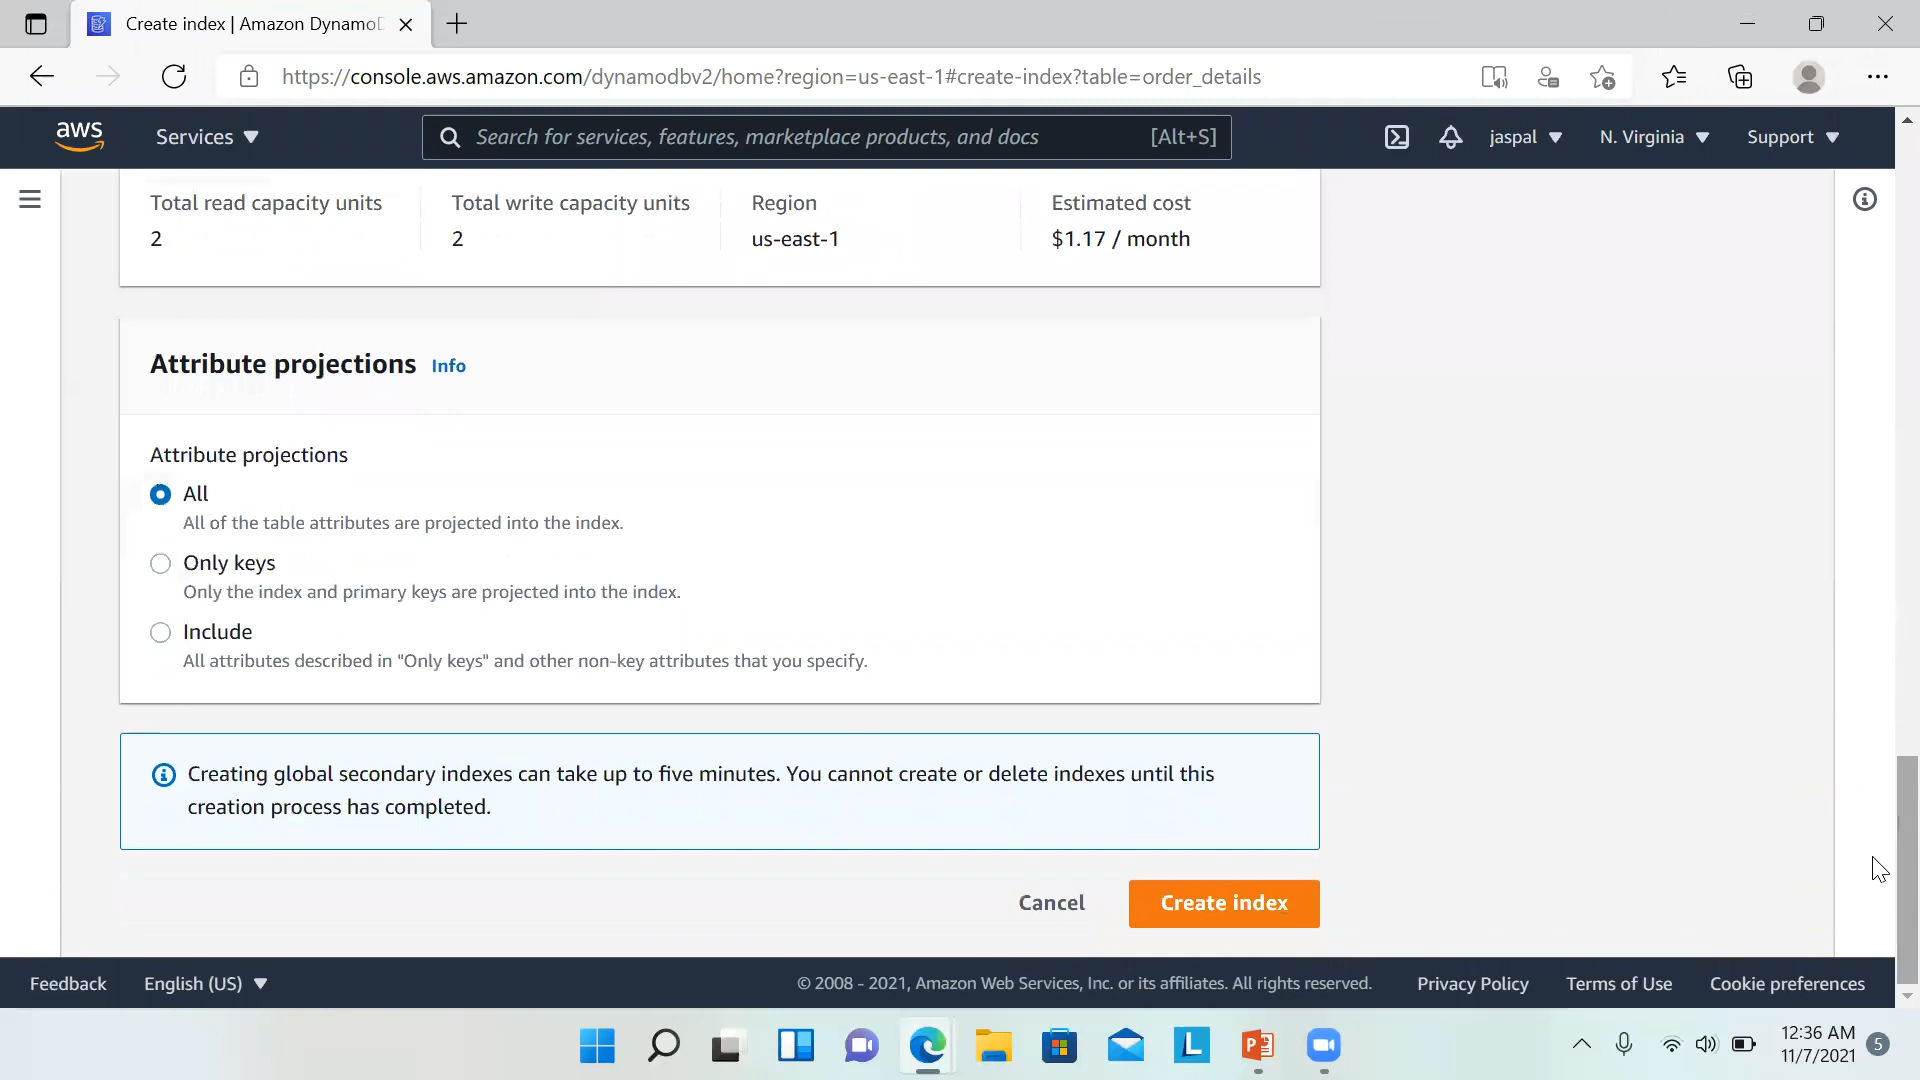 Create index | Amazon Dynamo
https://console.aws.amazon.com/dynamodbv2/home?region=us-east-1#create-index?table=order_details
aws
Services
Search for services, features, marketplace products, and docs [Alt+S]
jaspal
N. Virginia
Support
Total read capacity units
2
Total write capacity units
2
Region
us-east-1
Estimated cost
$1.17 / month
Attribute projections Info
Attribute projections
All
All of the table attributes are projected into the index.
Only keys
Only the index and primary keys are projected into the index.
Include
All attributes described in "Only keys" and other non-key attributes that you specify.
Creating global secondary indexes can take up to five minutes. You cannot create or delete indexes until this
creation process has completed.
Cancel
Create index
Feedback
English (US)
© 2008 - 2021, Amazon Web Services, Inc. or its affiliates. All rights reserved.
Privacy Policy
Terms of Use
Cookie preferences
L
P
12:36 AM
11/7/2021
5